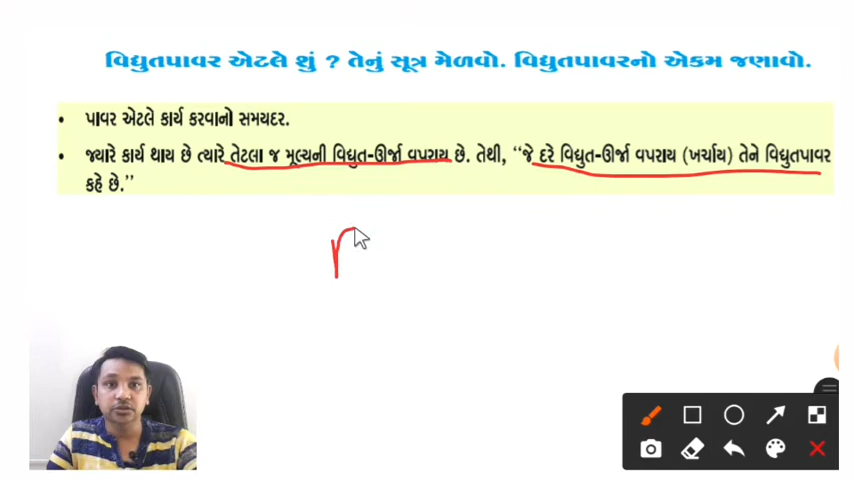 વિદ્યુતપાવર એટલે શું ? તેનું સૂત્ર મેળવો. વિદ્યુતપાવરનો એકમ જણાવો.
• પાવર એટલે કાર્ય કરવાનો સમયદર.
• જ્યારે કાર્ય થાય છે ત્યારે તેટલા જ મૂલ્યની વિદ્યુત-ઊર્જા વપરાય છે. તેથી, “જે દરે વિદ્યુત-ઊર્જા વપરાય (ખર્ચાય) તેને વિદ્યુતપાવર
કહે છે.”